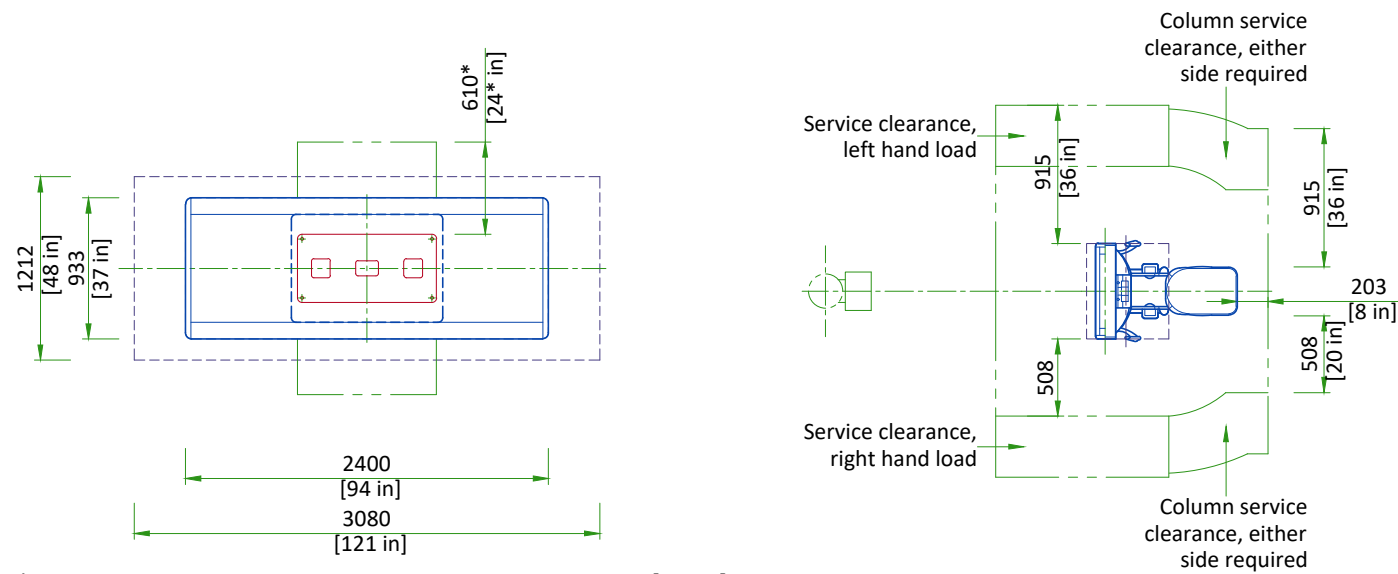 610*
[24* in]
1212
[48 in]
933
[37 in]
2400
[94 in]
3080
[121 in]
Column service
clearance, either
side required
Service clearance,
left hand load
915
[36 in]
915
[36 in]
203
[8 in]
508
508
[20 in]
Service clearance,
right hand load
Column service
clearance, either
side required